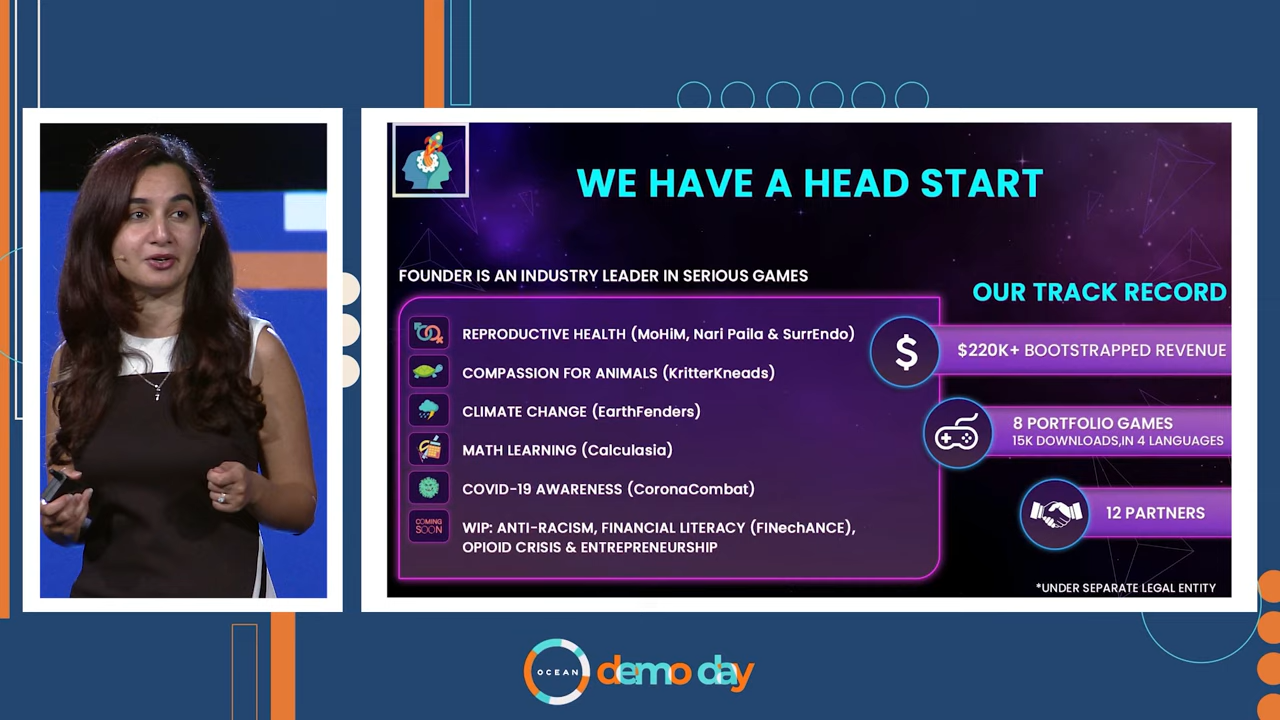 WE HAVE A HEAD START
FOUNDER IS AN INDUSTRY LEADER IN SERIOUS GAMES
REPRODUCTIVE HEALTH (MoHiM, Nari Paila & SurrEndo)
COMPASSION FOR ANIMALS (KritterKneads)
CLIMATE CHANGE (EarthFenders)
MATH LEARNING (Calculasia)
COVID-19 AWARENESS (CoronaCombat)
COMING
SOON
WIP: ANTI-RACISM, FINANCIAL LITERACY (FINechANCE),
OPIOID CRISIS & ENTREPRENEURSHIP
OUR TRACK RECORD
$
$220K+ BOOTSTRAPPED REVENUE
8 PORTFOLIO GAMES
15K DOWNLOADS,IN 4 LANGUAGES
12 PARTNERS
*UNDER SEPARATE LEGAL ENTITY
OCEAN
demo day